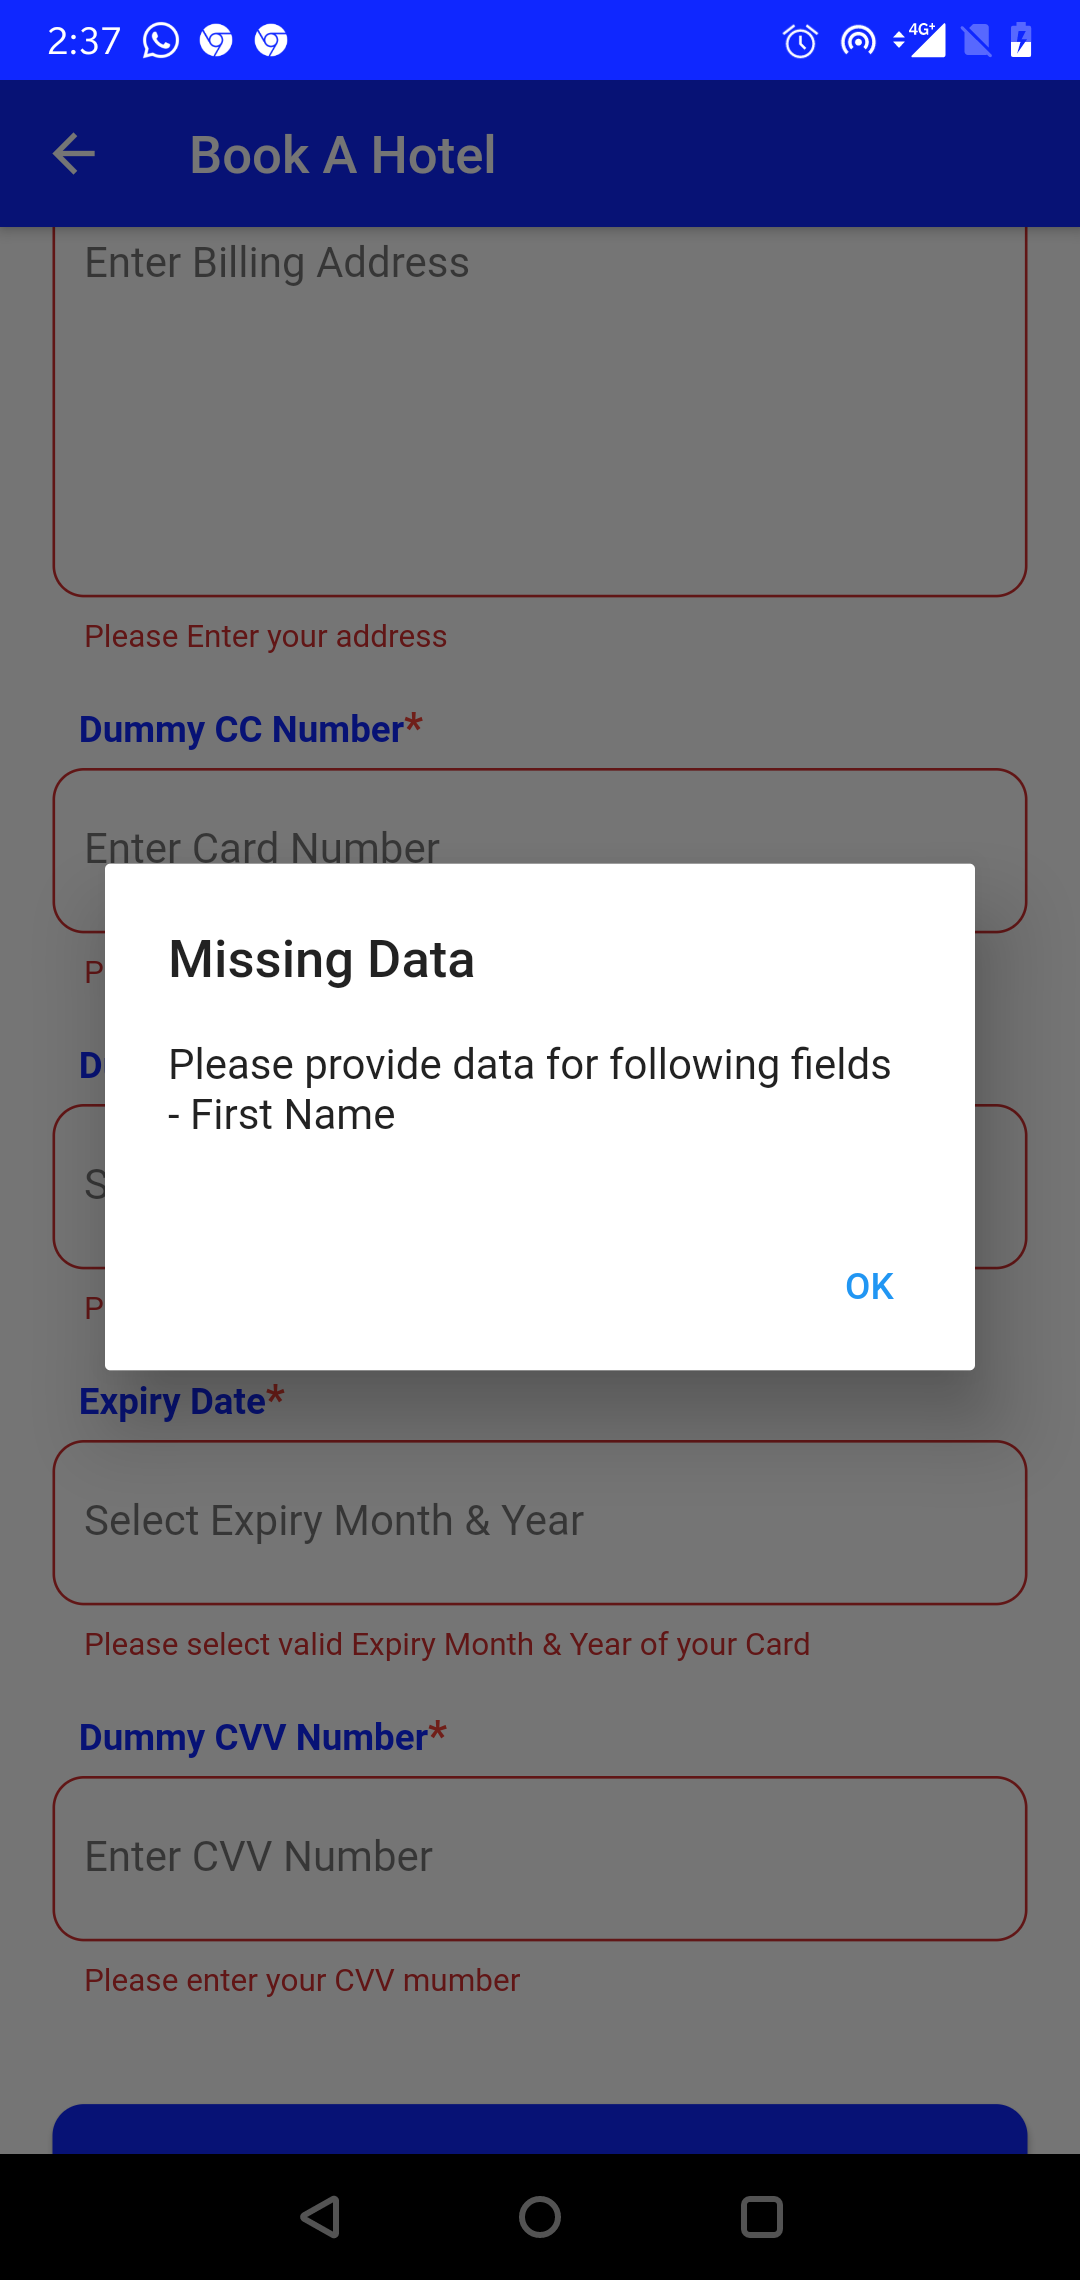 2:37
4G+
Book A Hotel
Enter Billing Address
Please Enter your address
Dummy CC Number*
Enter Card Number
P
Missing Data
D
Please provide data for following fields
- First Name
S
OK
P
Expiry Date*
Select Expiry Month & Year
Please select valid Expiry Month & Year of your Card
Dummy CVV Number*
Enter CVV Number
Please enter your CVV mumber